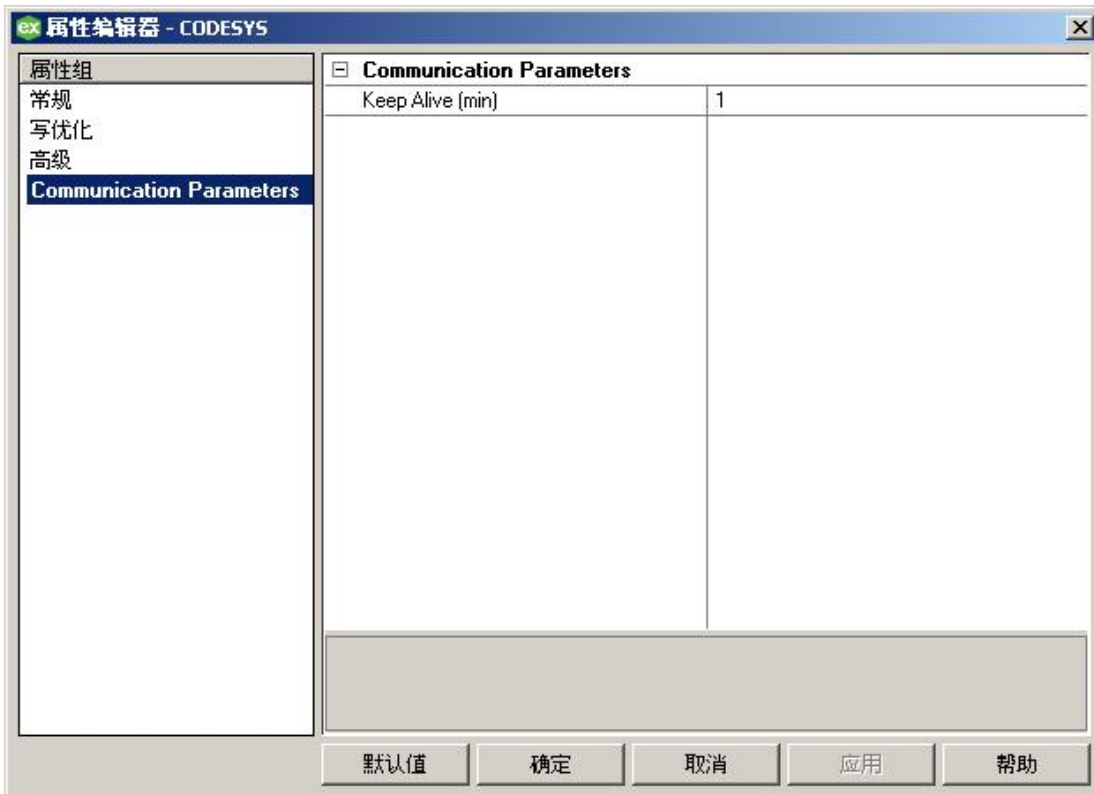 ex 属性编辑器 - CODESYS
属性组
常规
写优化
高级
Communication Parameters
Communication Parameters
Keep Alive (min) 1
默认值 确定 取消 应用 帮助